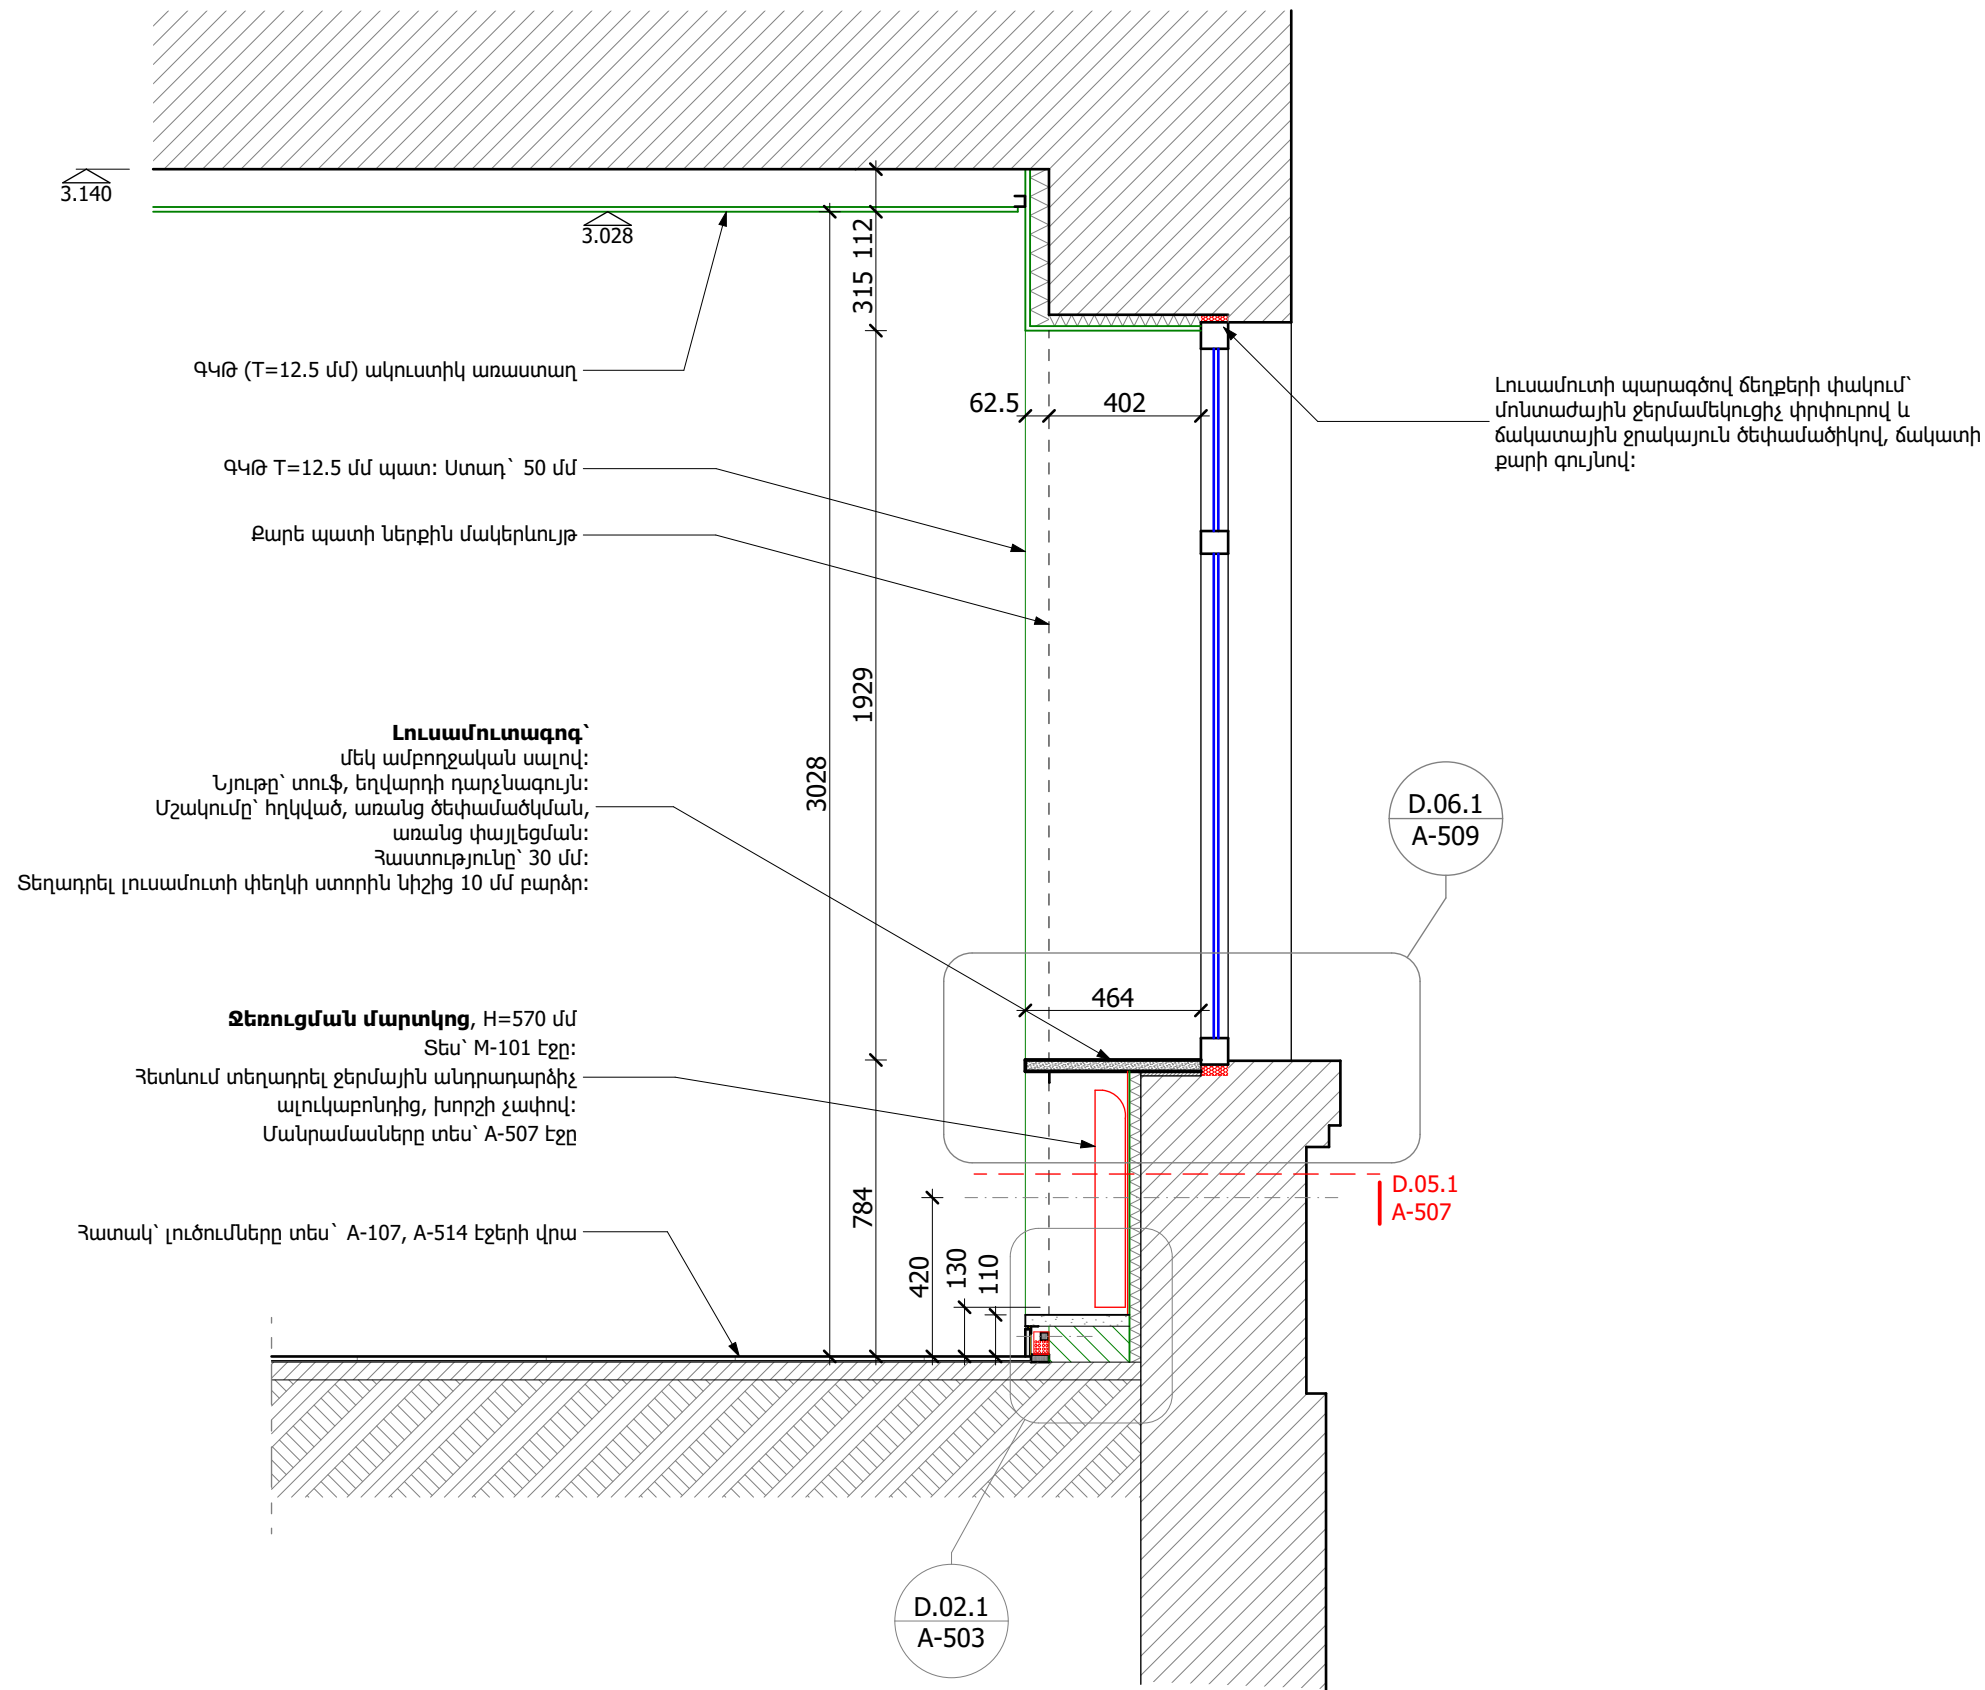 3.140
3.028
112
315
ԳԿԹ (T=12.5 մմ) ակուստիկ առաստաղ
62.5
402
Լուսամուտի պարագծով ճեղքերի փակում՝
մոնտաժային ջերմամեկուցիչ փրփուրով և
ճակատային ջրակայուն ծեփամածիկով, ճակատի
քարի գույնով:
ԳԿԹ T=12.5 մմ պատ: Ստադ` 50 մմ
Քարե պատի ներքին մակերևույթ
1929
3028
Լուսամուտագոգ՝
մեկ ամբողջական սալով:
Նյութը՝ տուֆ, եղվարդի դարչնագույն:
Մշակումը՝ հղկված, առանց ծեփամածկման,
առանց փայլեցման:
Հաստությունը՝ 30 մմ:
Տեղադրել լուսամուտի փեղկի ստորին նիշից 10 մմ բարձր:
D.06.1
A-509
464
Ջեռուցման մարտկոց, H=570 մմ
Տես՝ M-101 էջը:
Հետևում տեղադրել ջերմային անդրադարձիչ
ալուկաբոնդից, խորշի չափով:
Մանրամասները տես՝ A-507 էջը
D.05.1
A-507
784
420
130
110
Հատակ՝ լուծումները տես` A-107, A-514 էջերի վրա
D.02.1
A-503